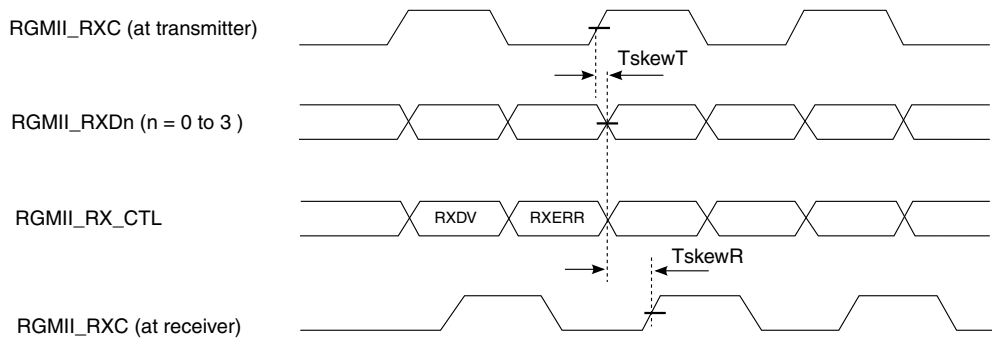 RGMII_RXC (at transmitter)
TskewT
RGMII_RXDn (n = 0 to 3 )
RGMII_RX_CTL
RXDV
RXERR
TskewR
RGMII_RXC (at receiver)